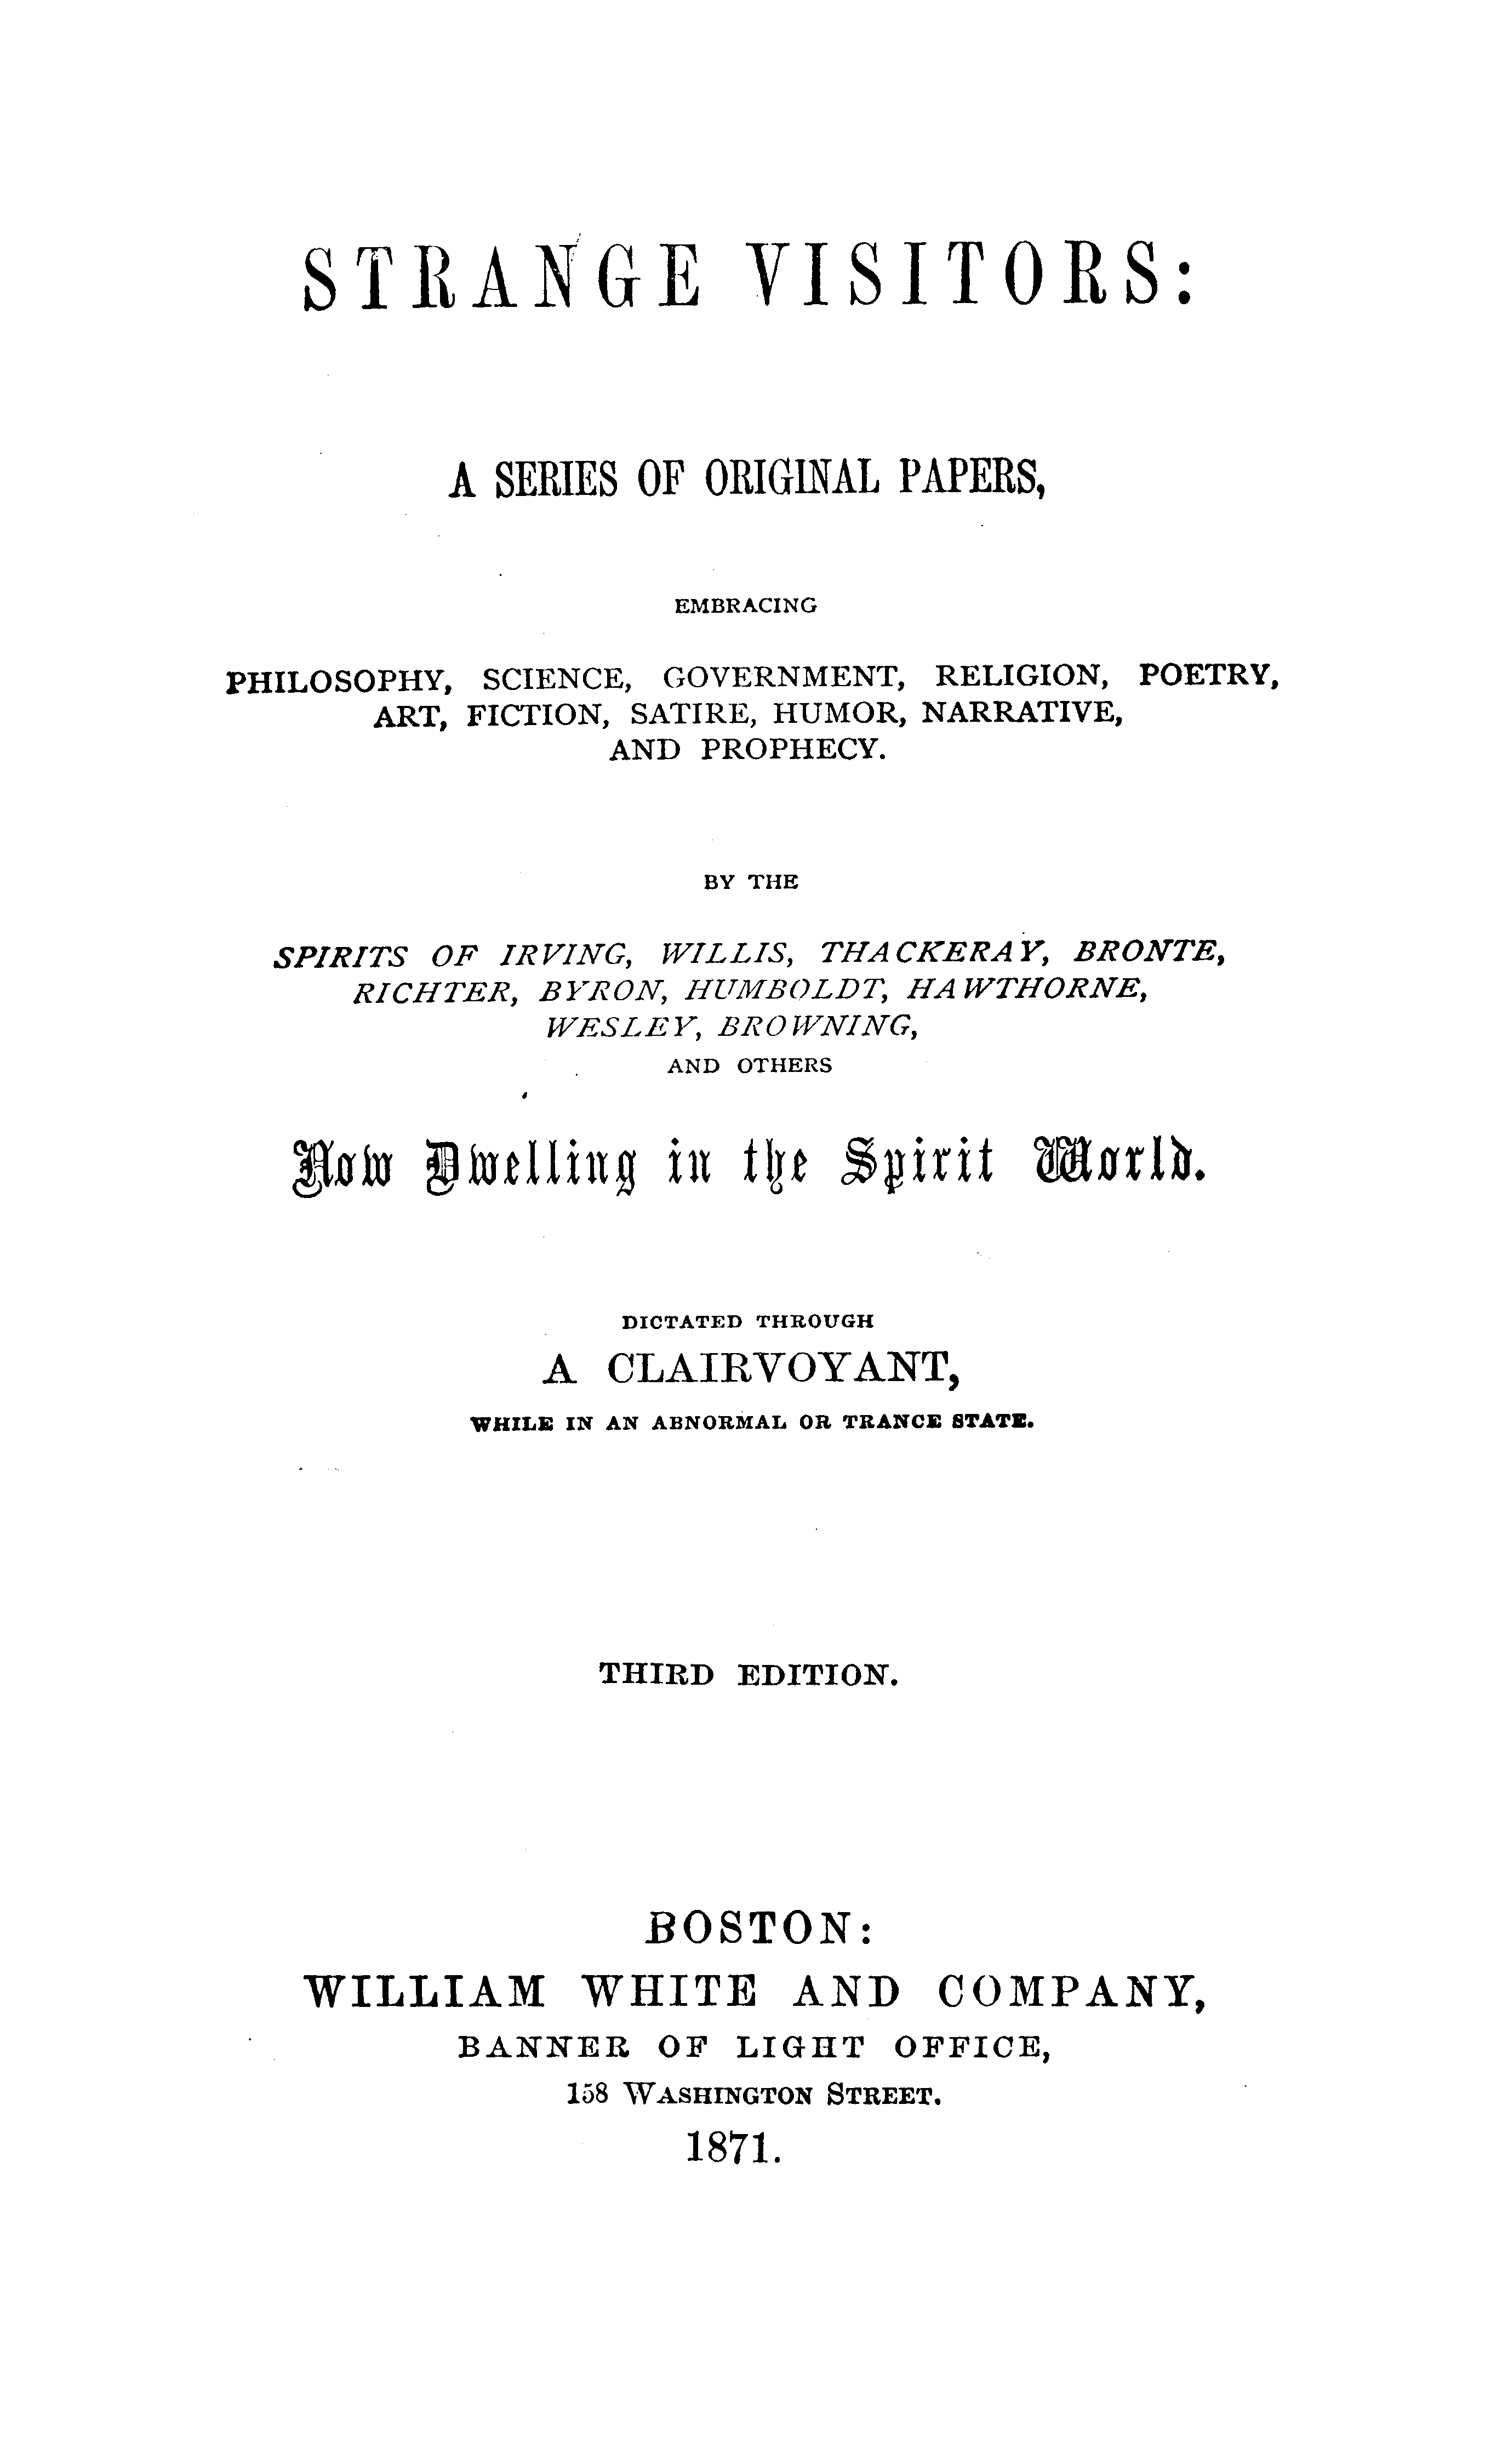 STRANGE VISITORS:
A SERIES OF ORIGINAL PAPERS,
EMBRACING
PHILOSOPHY, SCIENCE, GOVERNMENT, RELIGION, POETRY,
ART, FICTION, SATIRE, HUMOR, NARRATIVE,
AND PROPHECY.
BY THE
SPIRITS OF IRVING, WILLIS, THACKERAY, BRONTE,
RICHTER, BYRON, HUMBOLDT, HAWTHORNE,
WESLEY, BROWNING,
AND OTHERS
Now Dwelling in the Spirit World.
DICTATED THROUGH
A CLAIRVOYANT,
WHILE IN AN ABNORMAL OR TRANCE STATE.
THIRD EDITION.
BOSTON:
WILLIAM WHITE AND COMPANY,
BANNER OF LIGHT OFFICE,
158 WASHINGTON STREET.
1871.